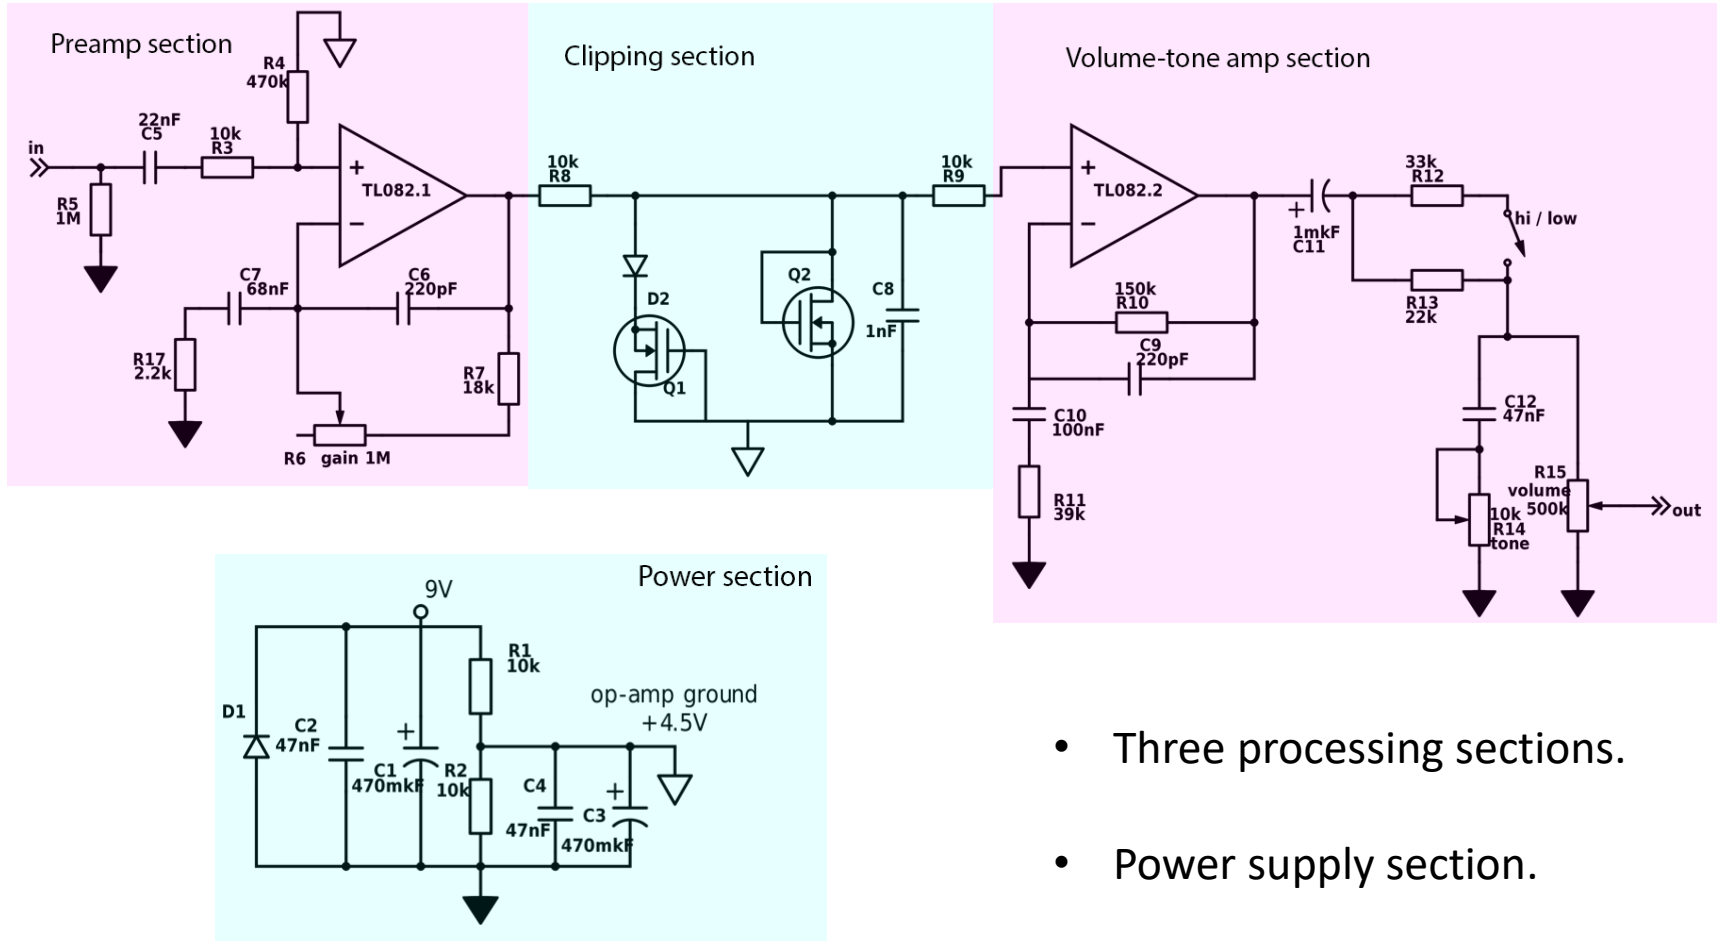 Preamp section
R4
470k
22nF
C5
10k
R3
in
R5
1M
+
TL082.1
−
C7
68nF
C6
220pF
R17
2.2k
R7
18k
R6 gain 1M
Clipping section
10k
R8
D2
Q1
Q2
C8
1nF
10k
R9
Volume-tone amp section
+
TL082.2
−
150k
R10
C9
220pF
C10
100nF
R11
39k
+
1mkF
C11
33k
R12
hi / low
R13
22k
C12
47nF
R15
volume
500k
10k
R14
tone
out
Power section
9V
D1
C2
47nF
+
C1
470mkF
R1
10k
R2
10k
op-amp ground
+4.5V
C4
47nF
+
C3
470mkF
• Three processing sections.
• Power supply section.